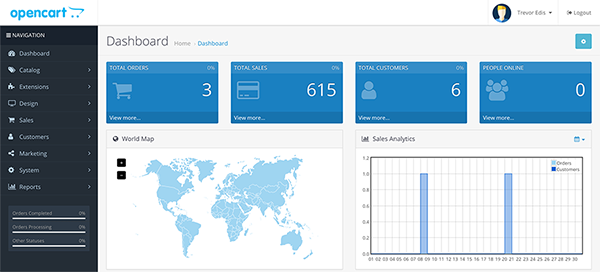 opencart
Trevor Edis
Logout
NAVIGATION
Dashboard
Catalog
Extensions
Design
Sales
Customers
Marketing
System
Reports
Orders Completed 0%
Orders Processing 0%
Other Statuses 0%
Dashboard Home Dashboard
TOTAL ORDERS 0%
3
View more...
TOTAL SALES 0%
615
View more...
TOTAL CUSTOMERS 0%
6
View more...
PEOPLE ONLINE
0
View more...
World Map
+
-
Sales Analytics
Orders
Customers
1.2
1.0
0.8
0.6
0.4
0.2
0.0
01 02 03 04 05 06 07 08 09 10 11 12 13 14 15 16 17 18 19 20 21 22 23 24 25 26 27 28 29 30